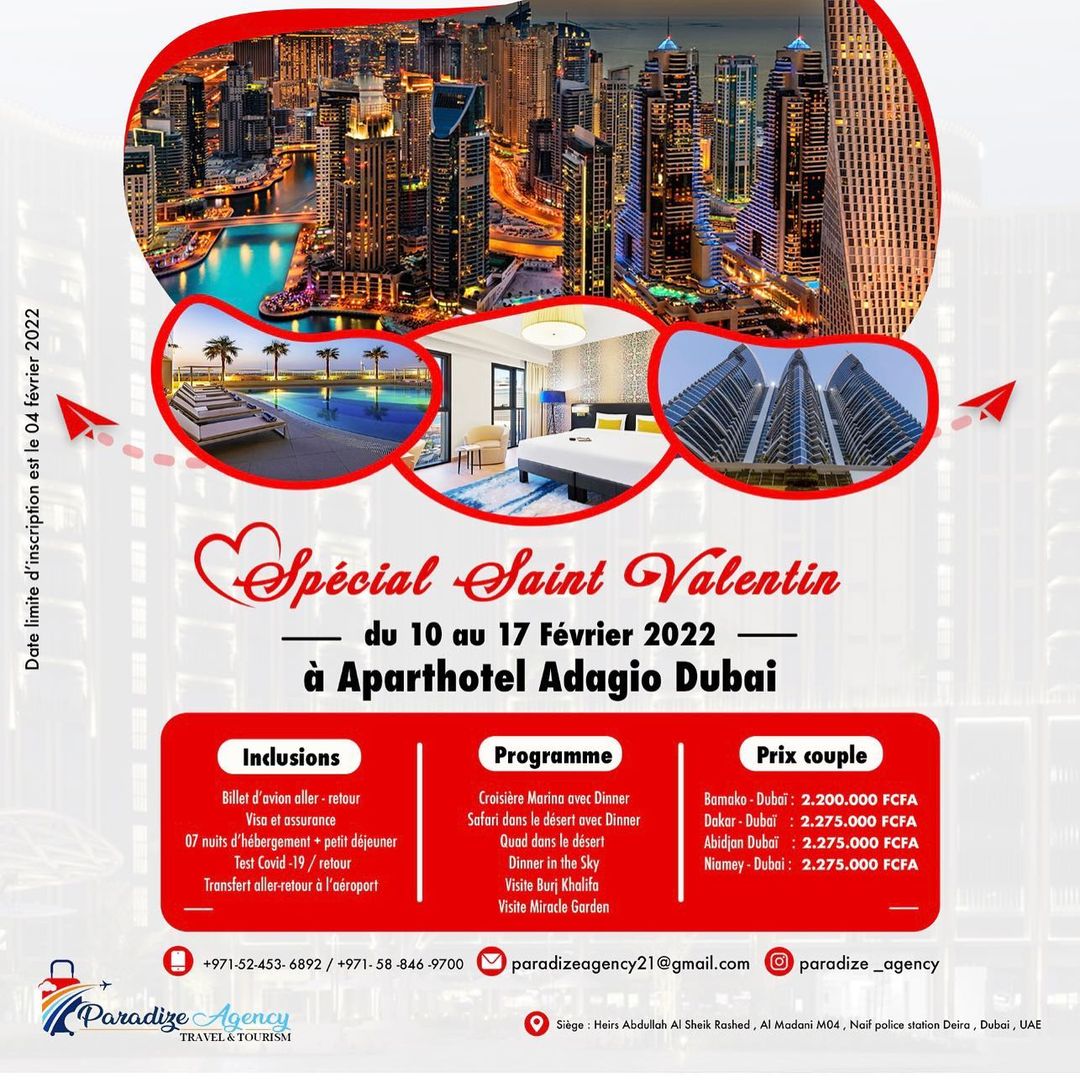 Date limite d'inscription est le 04 février 2022
Spécial Saint Valentin
du 10 au 17 Février 2022
à Aparthotel Adagio Dubai
Inclusions
Billet d'avion aller - retour
Visa et assurance
07 nuits d'hébergement + petit déjeuner
Test Covid -19 / retour
Transfert aller-retour à l'aéroport
Programme
Croisière Marina avec Dinner
Safari dans le désert avec Dinner
Quad dans le désert
Dinner in the Sky
Visite Burj Khalifa
Visite Miracle Garden
Prix couple
Bamako - Dubaï : 2.200.000 FCFA
Dakar - Dubaï : 2.275.000 FCFA
Abidjan Dubaï : 2.275.000 FCFA
Niamey - Dubai : 2.275.000 FCFA
+971-52-453- 6892 / +971- 58 -846 -9700
paradizeagency21@gmail.com
paradize _agency
Paradize Agency
TRAVEL & TOURISM
Siège : Heirs Abdullah Al Sheik Rashed , Al Madani M04 , Naif police station Deira , Dubai , UAE